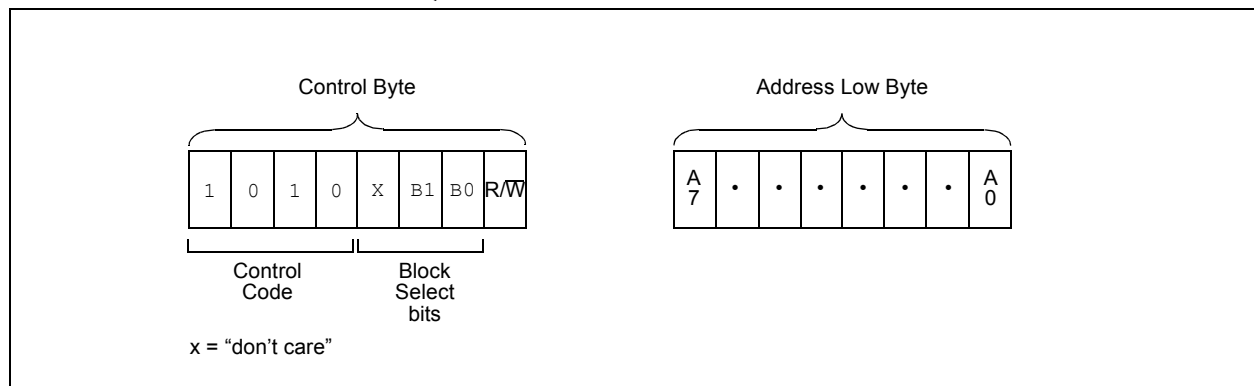 Control Byte
Address Low Byte
1 0 1 0 X B1 B0 R/W̅
A
7 • • • • • • A
0
Control
Code
Block
Select
bits
x = “don’t care”